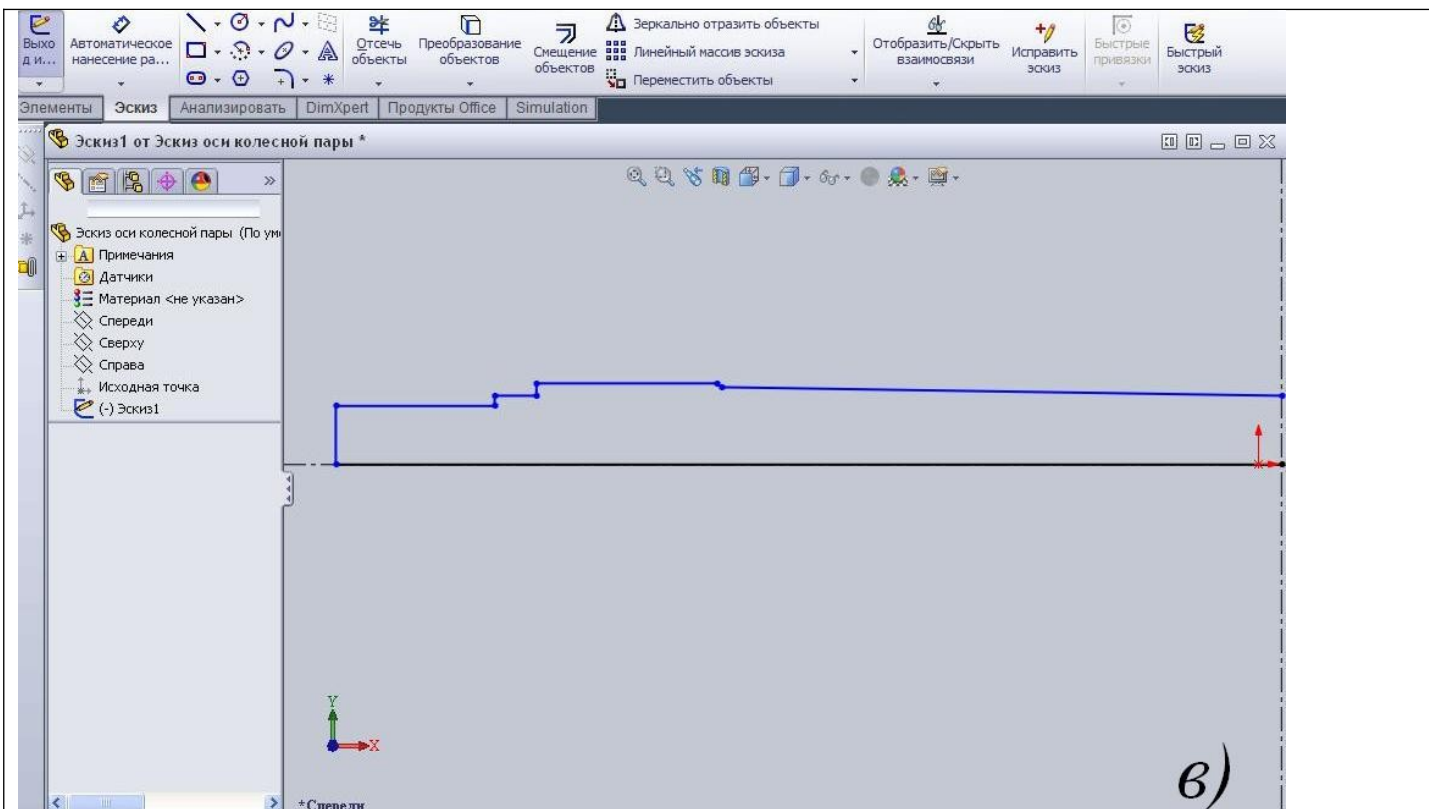 Выхо
д и...
Автоматическое
нанесение ра...
Отсечь
объекты
Преобразование
объектов
Смещение
объектов
Зеркально отразить объекты
Линейный массив эскиза
Переместить объекты
Отобразить/Скрыть
взаимосвязи
Исправить
эскиз
Быстрые
привязки
Быстрый
эскиз
Элементы Эскиз Анализировать DimXpert Продукты Office Simulation
Эскиз1 от Эскиз оси колесной пары *
»
Эскиз оси колесной пары (По ум
Примечания
Датчики
Материал <не указан>
Спереди
Сверху
Справа
Исходная точка
(-) Эскиз1
Y
X
*Спереди
в)